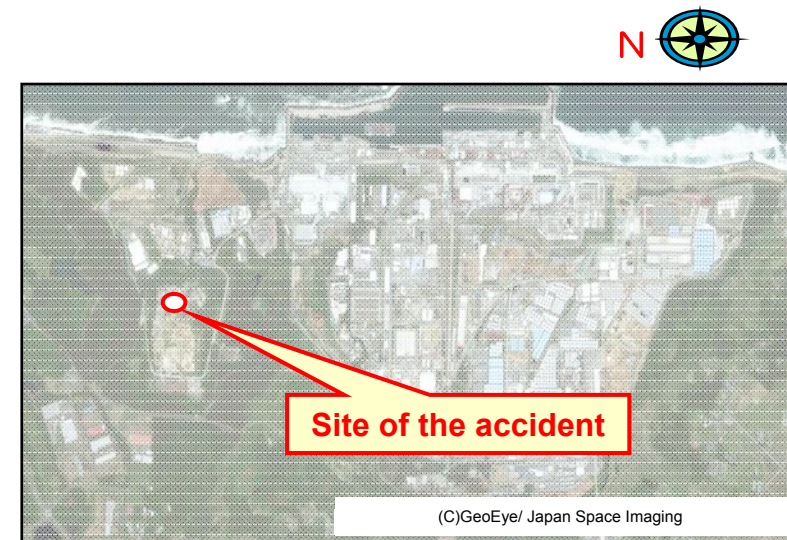 N
Site of the accident
(C)GeoEye/ Japan Space Imaging